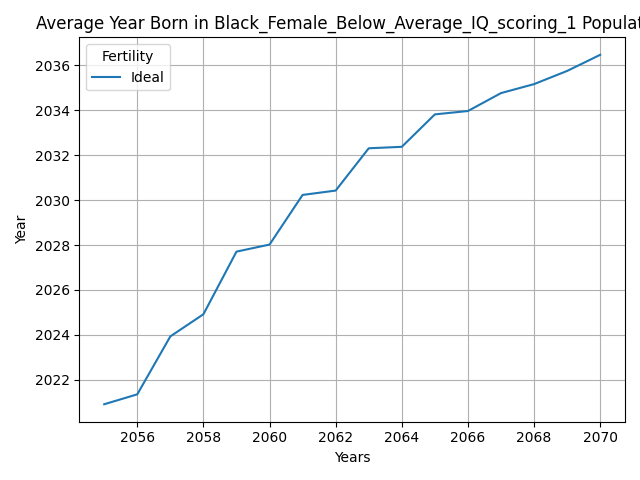 Average Year Born in Black_Female_Below_Average_IQ_scoring_1 Populat
Fertility
Ideal
2036
2034
2032
2030
2028
2026
2024
2022
Year
2056 2058 2060 2062 2064 2066 2068 2070
Years